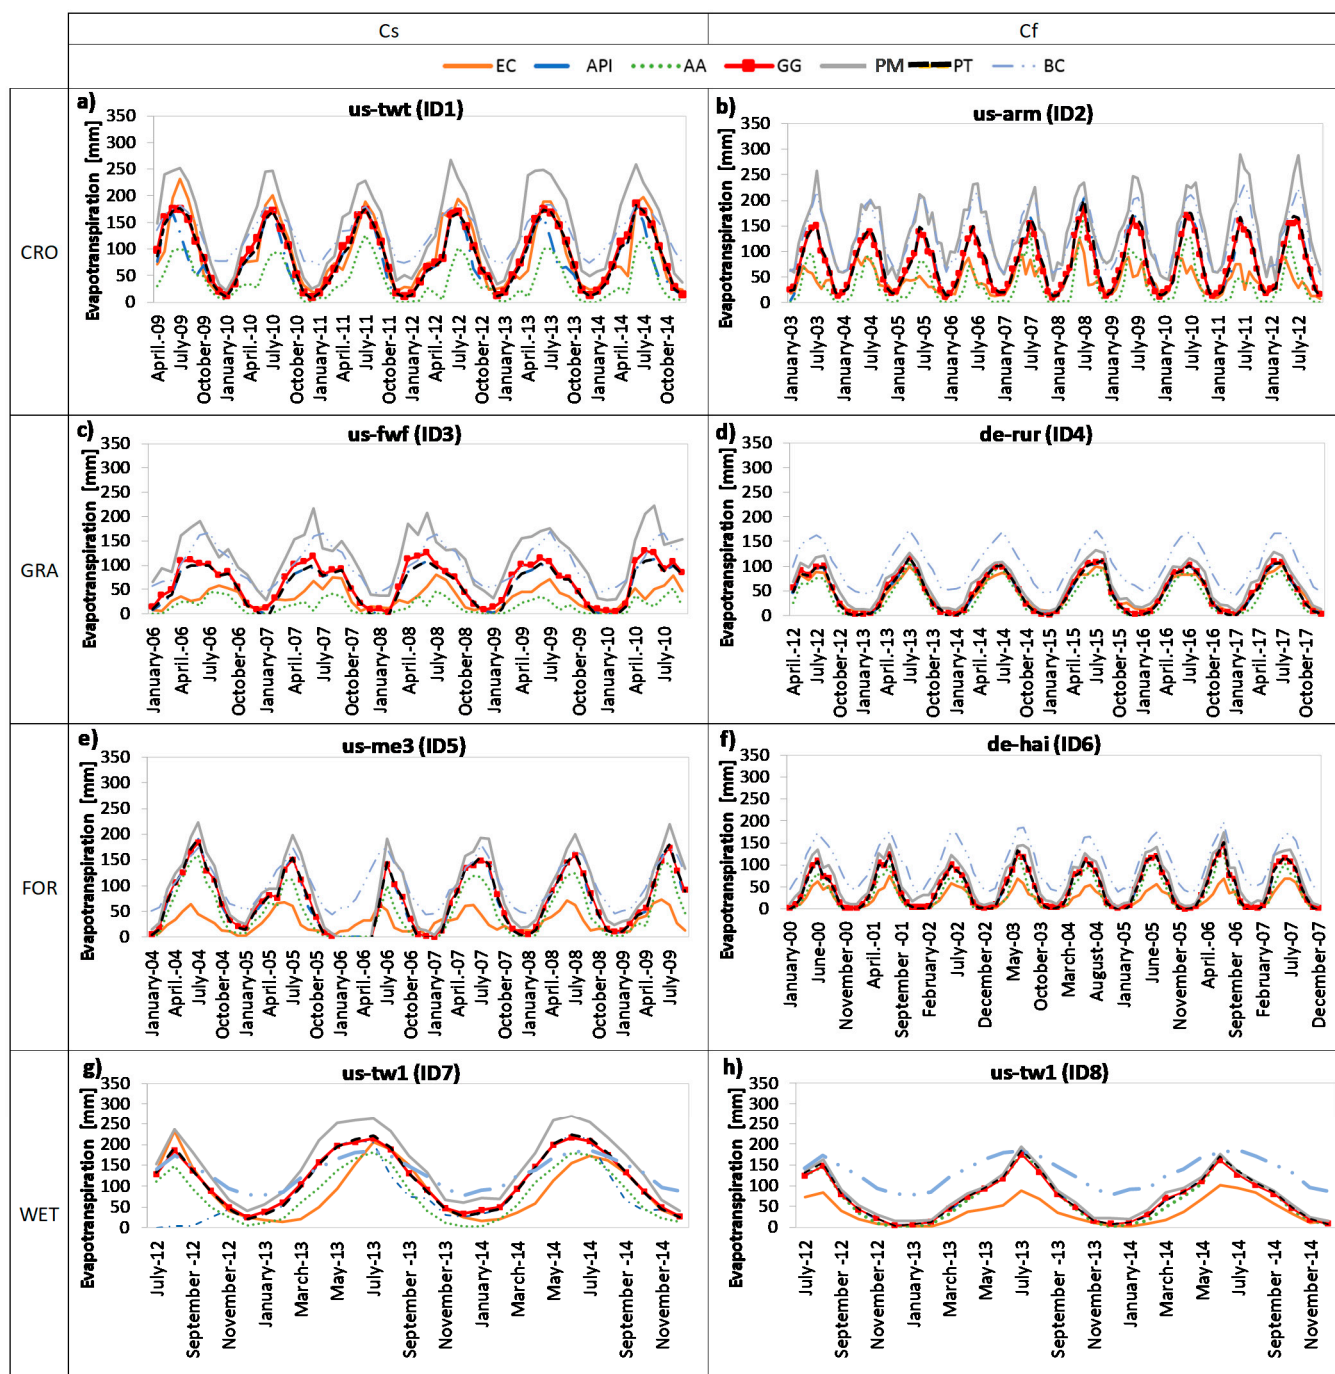 Cs Cf
EC API AA GG PM PT BC
CRO
a) us-twt (ID1)
Evapotranspiration [mm]
350
300
250
200
150
100
50
0
April.-09 July-09 October-09 January-10 April.-10 July-10 October-10 January-11 April.-11 July-11 October-11 January-12 April.-12 July-12 October-12 January-13 April.-13 July-13 October-13 January-14 April.-14 July-14 October-14
b) us-arm (ID2)
Evapotranspiration [mm]
350
300
250
200
150
100
50
0
January-03 July-03 January-04 July-04 January-05 July-05 January-06 July-06 January-07 July-07 January-08 July-08 January-09 July-09 January-10 July-10 January-11 July-11 January-12 July-12
GRA
c) us-fwf (ID3)
Evapotranspiration [mm]
350
300
250
200
150
100
50
0
January-06 April.-06 July-06 October-06 January-07 April.-07 July-07 October-07 January-08 April.-08 July-08 October-08 January-09 April.-09 July-09 October-09 January-10 April.-10 July-10
d) de-rur (ID4)
Evapotranspiration [mm]
350
300
250
200
150
100
50
0
April.-12 July-12 October-12 January-13 April.-13 July-13 October-13 January-14 April.-14 July-14 October-14 January-15 April.-15 July-15 October-15 January-16 April.-16 July-16 October-16 January-17 April.-17 July-17 October-17
FOR
e) us-me3 (ID5)
Evapotranspiration [mm]
350
300
250
200
150
100
50
0
January-04 April.-04 July-04 October-04 January-05 April.-05 July-05 October-05 January-06 April.-06 July-06 October-06 January-07 April.-07 July-07 October-07 January-08 April.-08 July-08 October-08 January-09 April.-09 July-09
f) de-hai (ID6)
Evapotranspiration [mm]
350
300
250
200
150
100
50
0
January-00 June-00 November-00 April.-01 September -01 February-02 July-02 December-02 May-03 October-03 March-04 August-04 January-05 June-05 November-05 April.-06 September -06 February-07 July-07 December-07
WET
g) us-tw1 (ID7)
Evapotranspiration [mm]
350
300
250
200
150
100
50
0
July-12 September -12 November-12 January-13 March-13 May-13 July-13 September -13 November-13 January-14 March-14 May-14 July-14 September -14 November-14
h) us-tw1 (ID8)
Evapotranspiration [mm]
350
300
250
200
150
100
50
0
July-12 September -12 November-12 January-13 March-13 May-13 July-13 September -13 November-13 January-14 March-14 May-14 July-14 September -14 November-14